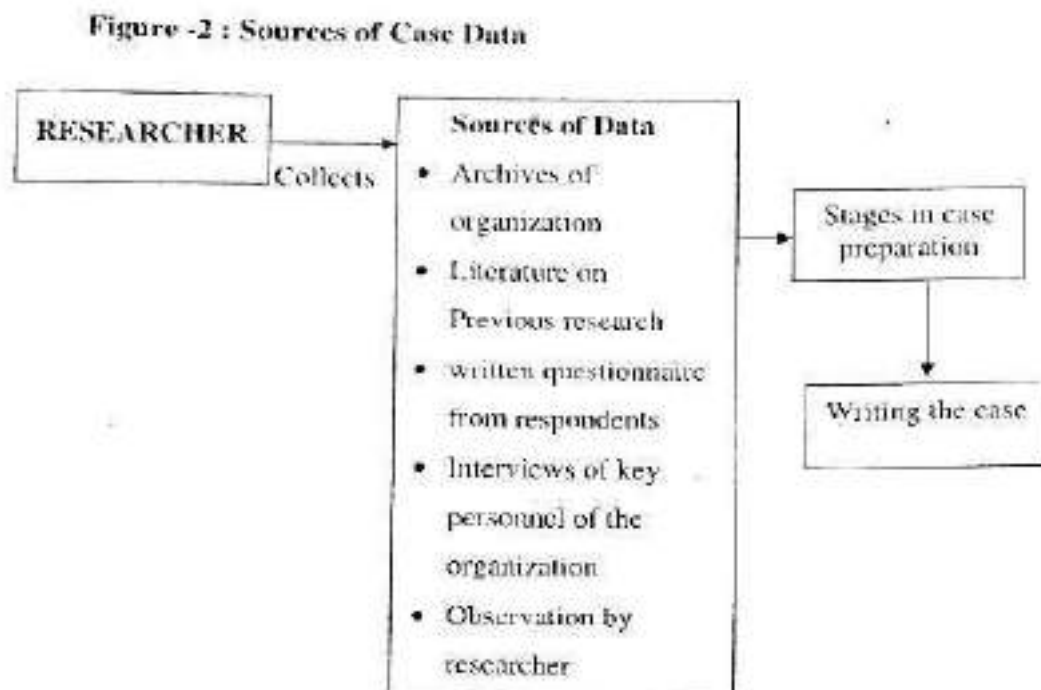 Figure -2 : Sources of Case Data
RESEARCHER
Collects
Sources of Data
• Archives of
organization
• Literature on
Previous research
• written questionnaire
from respondents
• Interviews of key
personnel of the
organization
• Observation by
researcher
Stages in case
preparation
Writing the case